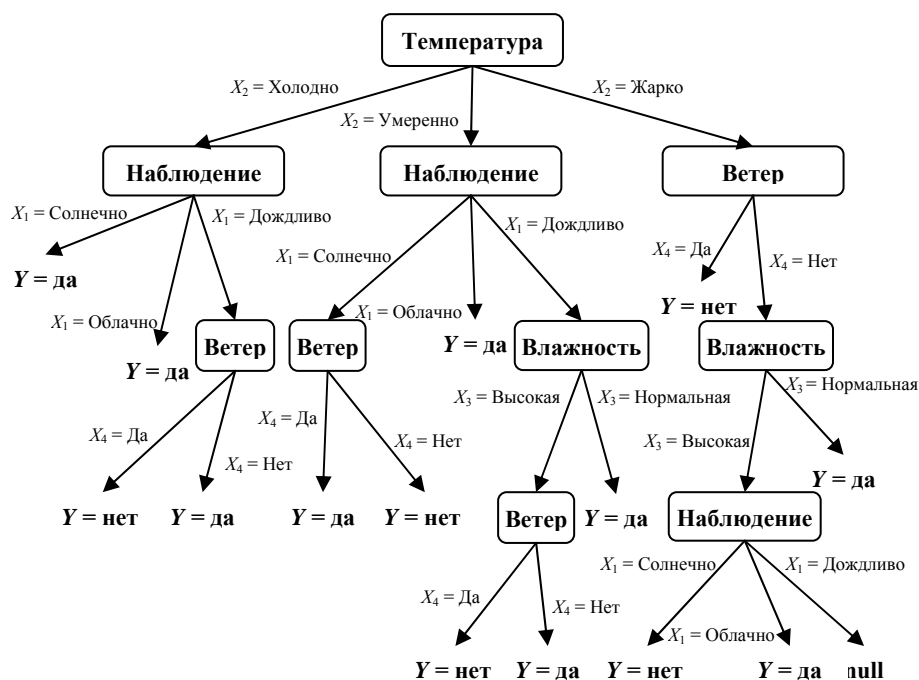 Температура
X2 = Холодно
X2 = Умеренно
X2 = Жарко
Наблюдение
Наблюдение
Ветер
X1 = Солнечно
X1 = Дождливо
Y = да
X1 = Облачно
Y = да
Ветер
X4 = Да
X4 = Нет
Y = нет
Y = да
X1 = Солнечно
X1 = Облачно
X1 = Дождливо
Ветер
Y = да
Влажность
X4 = Да
X4 = Нет
Y = да
Y = нет
X3 = Высокая
X3 = Нормальная
Ветер
Y = да
X4 = Да
X4 = Нет
Y = нет
Y = да
X4 = Да
X4 = Нет
Y = нет
Влажность
X3 = Высокая
X3 = Нормальная
Наблюдение
Y = да
X1 = Солнечно
X1 = Облачно
X1 = Дождливо
Y = нет
Y = да
null